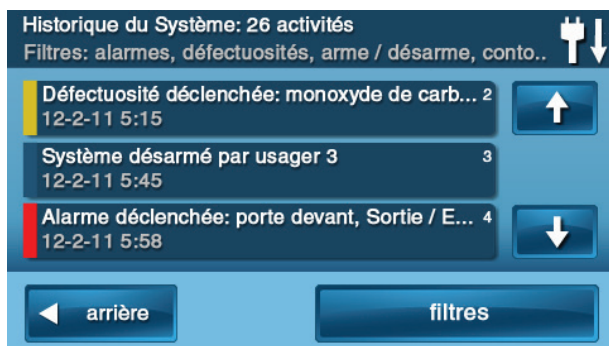 Historique du Système: 26 activités
Filtres: alarmes, défectuosités, arme / désarme, conto..
Défectuosité déclenchée: monoxyde de carb... 2
12-2-11 5:15
Système désarmé par usager 3 3
12-2-11 5:45
Alarme déclenchée: porte devant, Sortie / E... 4
12-2-11 5:58
arrière
filtres